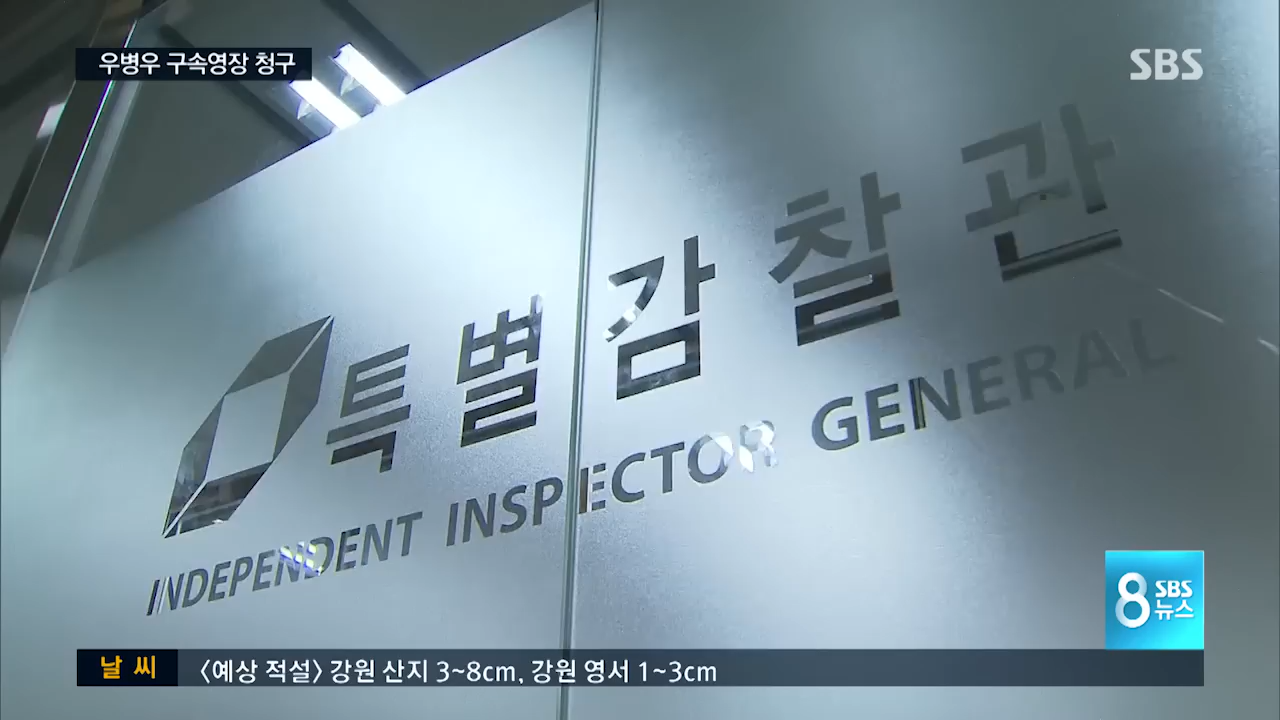 우병우 구속영장 청구
SBS
특별감찰관
INDEPENDENT INSPECTOR GENERAL
8 SBS 뉴스
날씨
〈예상 적설〉 강원 산지 3~8cm, 강원 영서 1~3cm